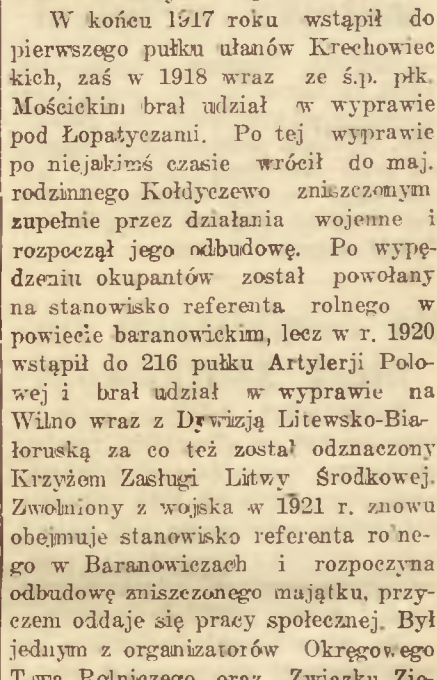 W końcu 1917 roku wstąpił do
pierwszego pułku ułanów Krechowiec
kich, zaś w 1918 wraz ze ś.p. płk.
Mościckim brał udział w wyprawie
pod Łopatyczami. Po tej wyprawie
po niejakimś czasie wrócił do maj.
rodzinnego Kołdyczewo zniszczonym
zupełnie przez działania wojenne i
rozpoczął jego odbudowę. Po wypę-
dzeniu okupantów został powołany
na stanowisko referenta rolnego w
powiecie baranowickim, lecz w r. 1920
wstąpił do 216 pułku Artylerji Polo-
wej i brał udział w wyprawie na
Wilno wraz z Dywizją Litewsko-Bia-
łoruską za co też został odznaczony
Krzyżem Zasługi Litwy Środkowej.
Zwolniony z wojska w 1921 r. znowu
obejmuje stanowisko referenta rolne-
go w Baranowiczach i rozpoczyna
odbudowę zniszczonego majątku, przy-
czem oddaje się pracy społecznej. Był
jednym z organizatorów Okręgowego
T-wa Rolniczego oraz Związku Zie-